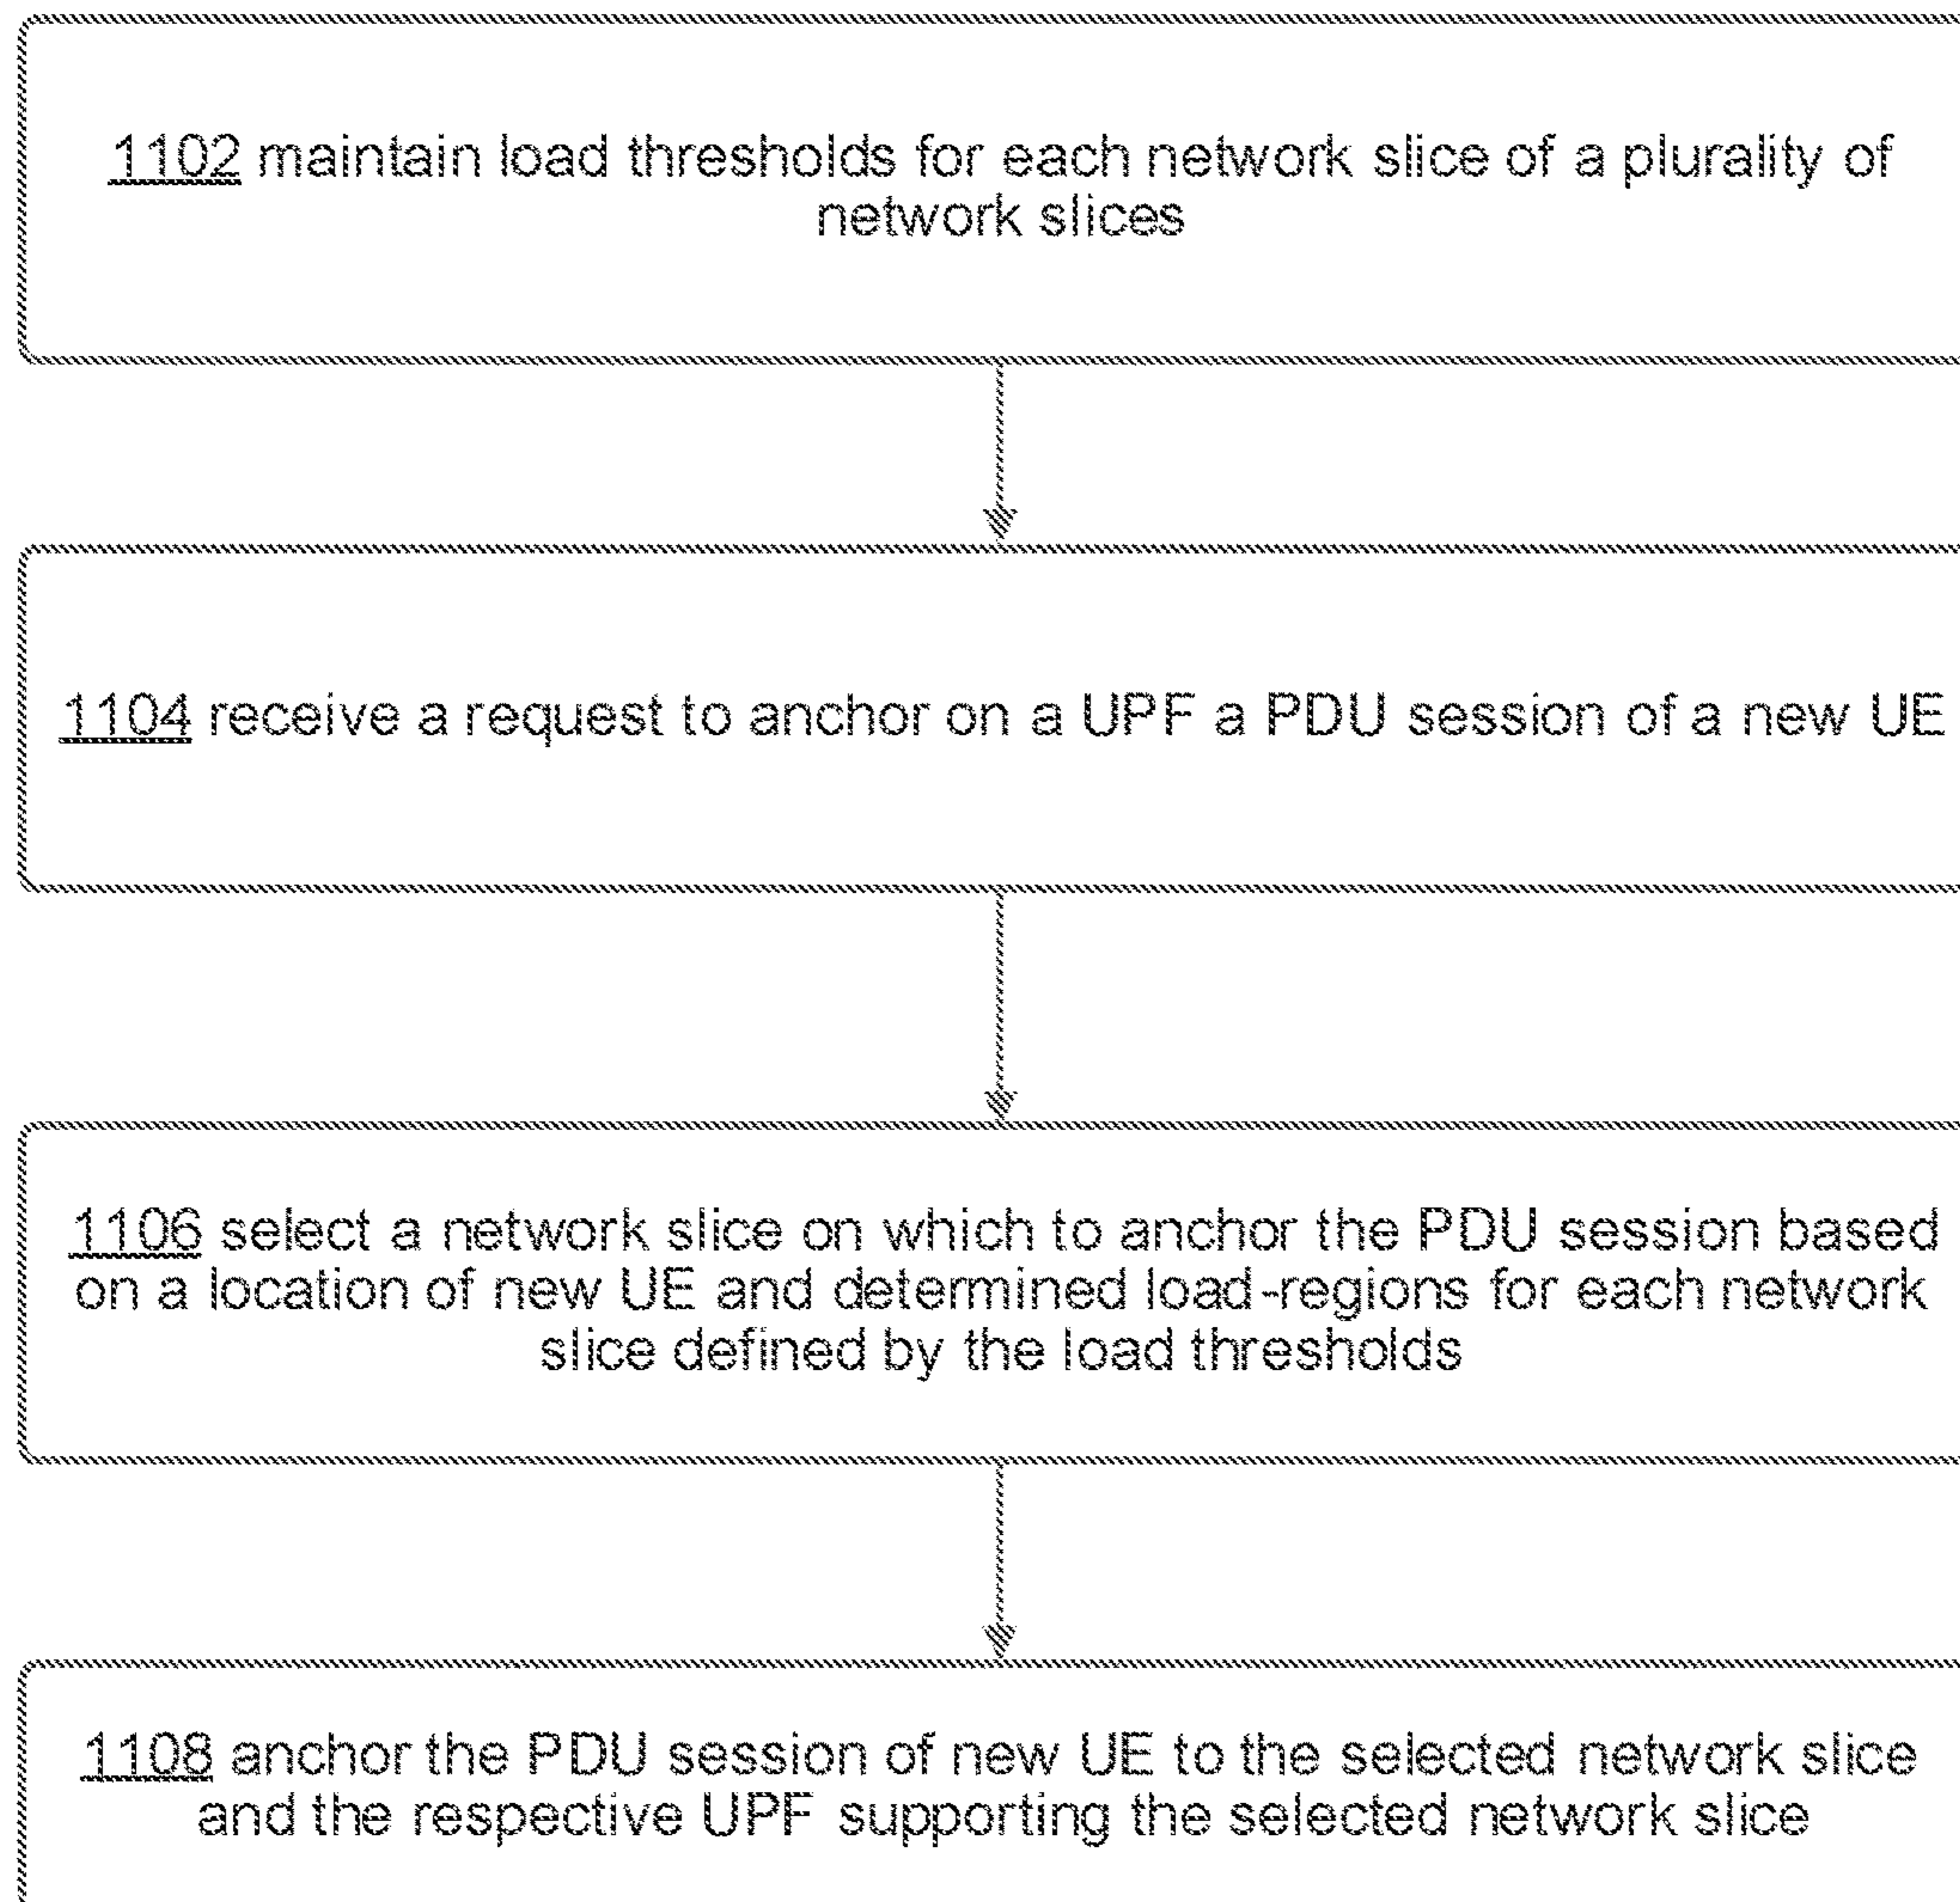 1102 maintain load thresholds for each network slice of a plurality of
network slices
1104 receive a request to anchor on a UPF a PDU session of a new UE
1106 select a network slice on which to anchor the PDU session based
on a location of new UE and determined load-regions for each network
slice defined by the load thresholds
1108 anchor the PDU session of new UE to the selected network slice
and the respective UPF supporting the selected network slice